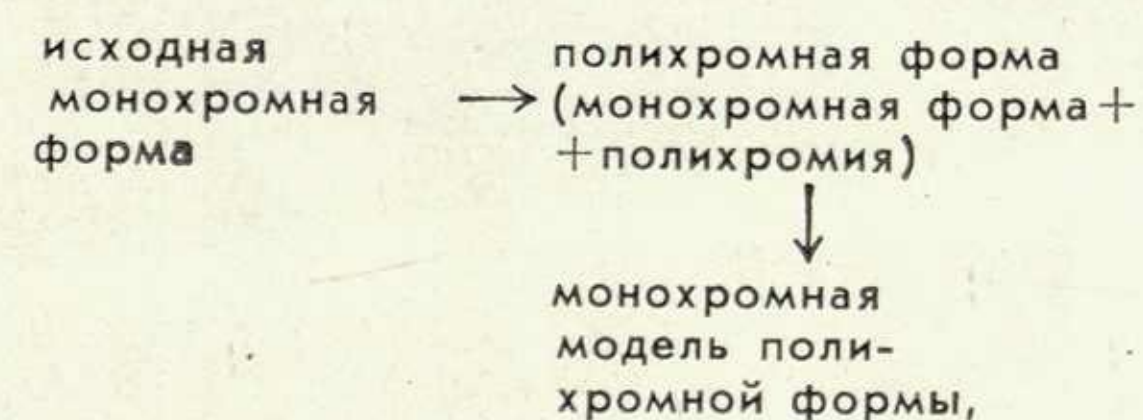 исходная
монохромная
форма
→ полихромная форма
(монохромная форма+
+полихромия)
↓
монохромная
модель поли-
хромной формы,